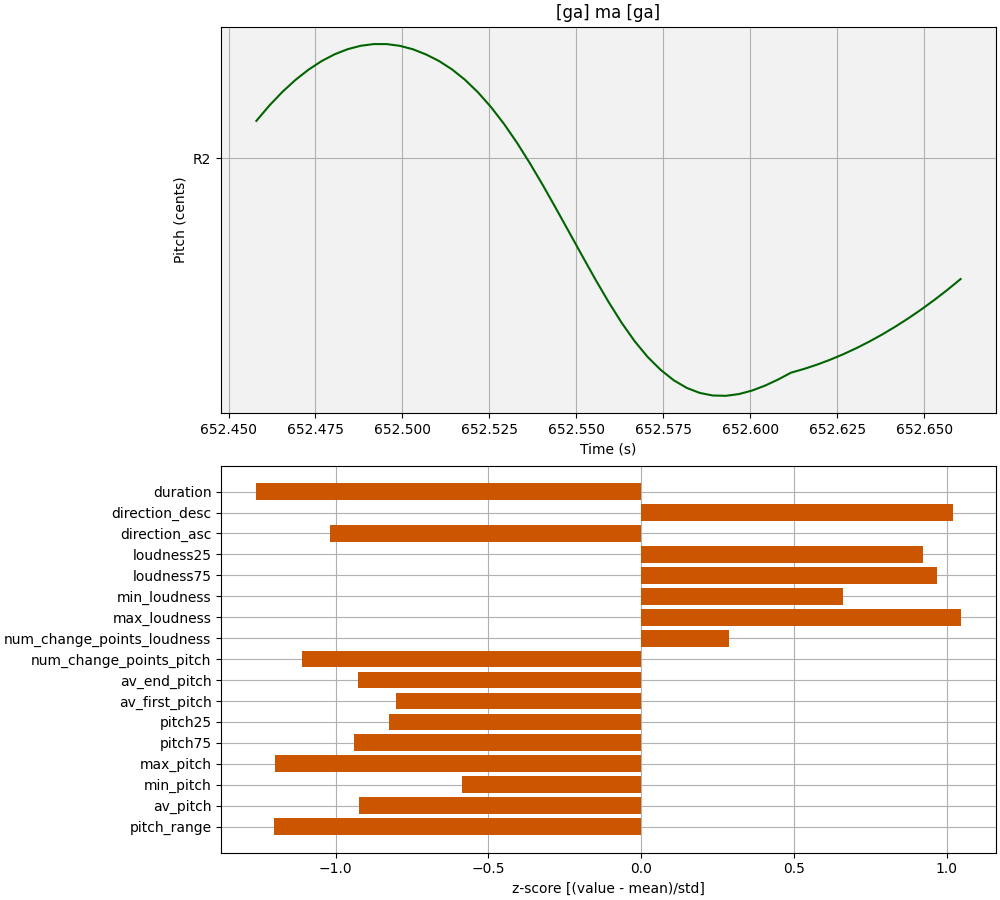 [ga] ma [ga]
R2
Pitch (cents)
652.450 652.475 652.500 652.525 652.550 652.575 652.600 652.625 652.650
Time (s)
duration
direction_desc
direction_asc
loudness25
loudness75
min_loudness
max_loudness
num_change_points_loudness
num_change_points_pitch
av_end_pitch
av_first_pitch
pitch25
pitch75
max_pitch
min_pitch
av_pitch
pitch_range
−1.0 −0.5 0.0 0.5 1.0
z-score [(value - mean)/std]